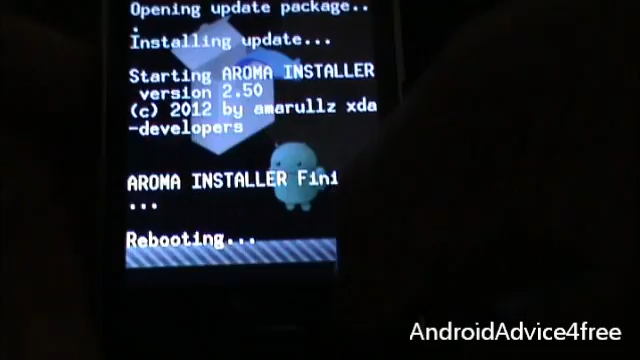 Opening update package..
.
Installing update...
Starting AROMA INSTALLER
version 2.50
(c) 2012 by amarullz xda
-developers
AROMA INSTALLER Fini
...
Rebooting...
AndroidAdvice4free